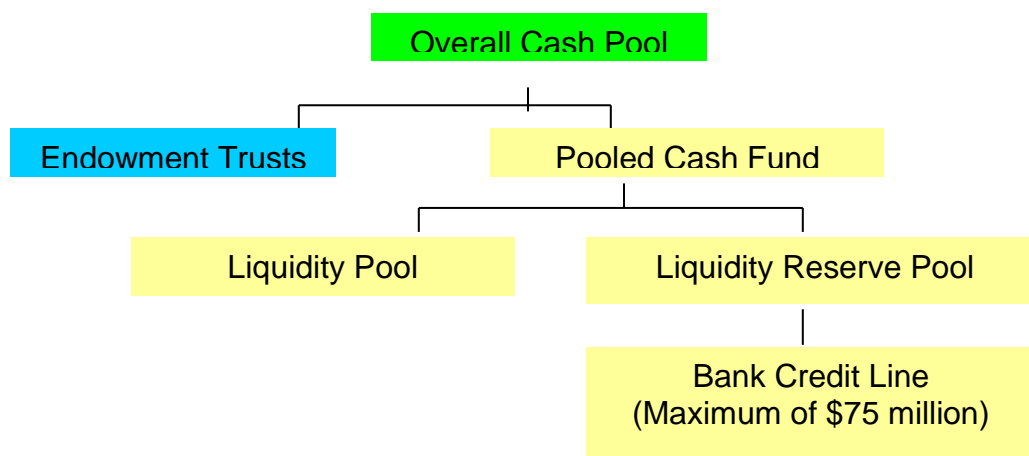 Overall Cash Pool
Endowment Trusts
Pooled Cash Fund
Liquidity Pool
Liquidity Reserve Pool
Bank Credit Line
(Maximum of $75 million)